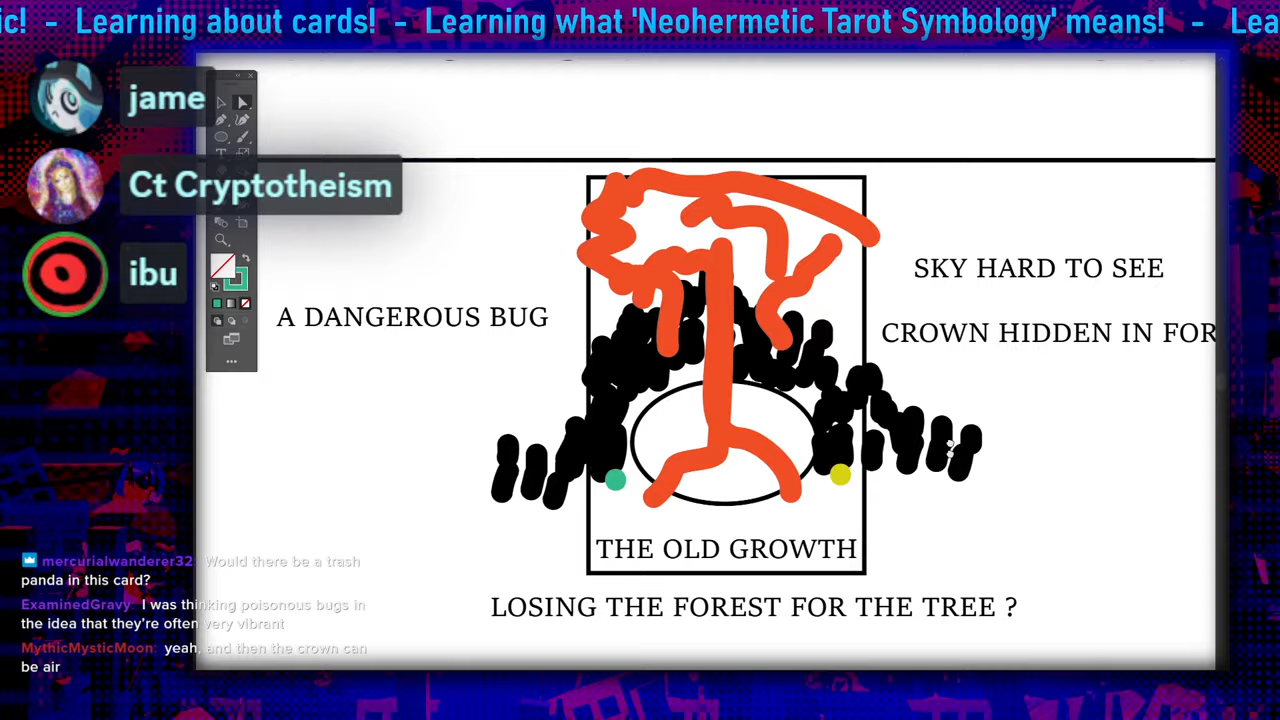 ic!  -  Learning about cards!  -  Learning what 'Neohermetic Tarot Symbology' means!  -  Lea
jame
Ct Cryptotheism
ibu
A DANGEROUS BUG
SKY HARD TO SEE
CROWN HIDDEN IN FOR
THE OLD GROWTH
LOSING THE FOREST FOR THE TREE ?
mercurialwanderer32: Would there be a trash
panda in this card?
ExaminedGravy: I was thinking poisonous bugs in
the idea that they're often very vibrant
MythicMysticMoon: yeah, and then the crown can
be air